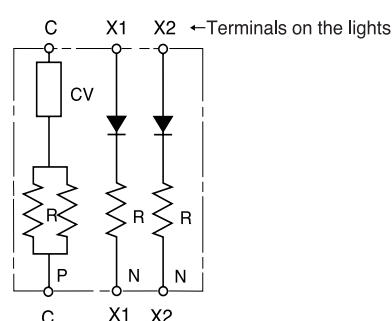 C X1 X2 ←Terminals on the lights
CV
R R R
P N N
C X1 X2